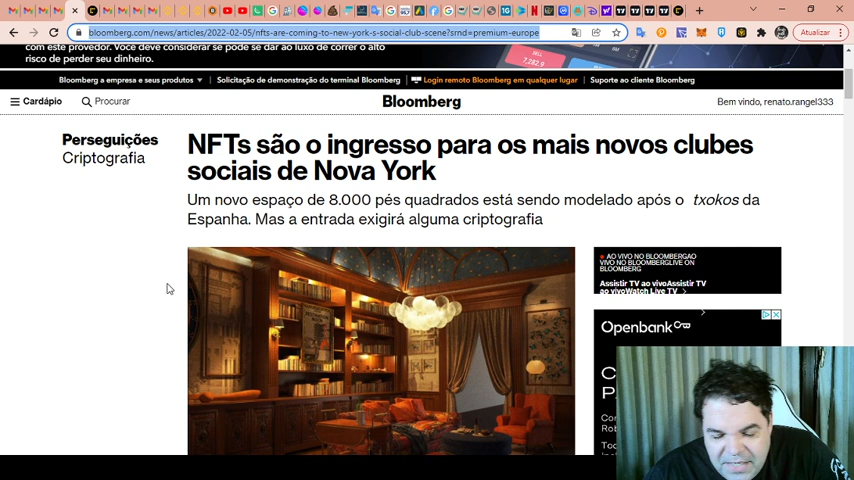 bloomberg.com/news/articles/2022-02-05/nfts-are-coming-to-new-york-s-social-club-scene?srnd=premium-europe
Atualizar
com este provedor. Você deve considerar se pode se dar ao luxo de correr o alto
risco de perder seu dinheiro.
SELL
7,282.9
Bloomberg a empresa e seus produtos
Solicitação de demonstração do terminal Bloomberg
Login remoto Bloomberg em qualquer lugar
Suporte ao cliente Bloomberg
Cardápio
Procurar
Bloomberg
Bem vindo, renato.rangel333
Perseguições
Criptografia
NFTs são o ingresso para os mais novos clubes
sociais de Nova York
Um novo espaço de 8.000 pés quadrados está sendo modelado após o txokos da
Espanha. Mas a entrada exigirá alguma criptografia
AO VIVO NO BLOOMBERGAO
VIVO NO BLOOMBERGLIVE ON
BLOOMBERG
Assistir TV ao vivoAssistir TV
ao vivoWatch Live TV
Openbank